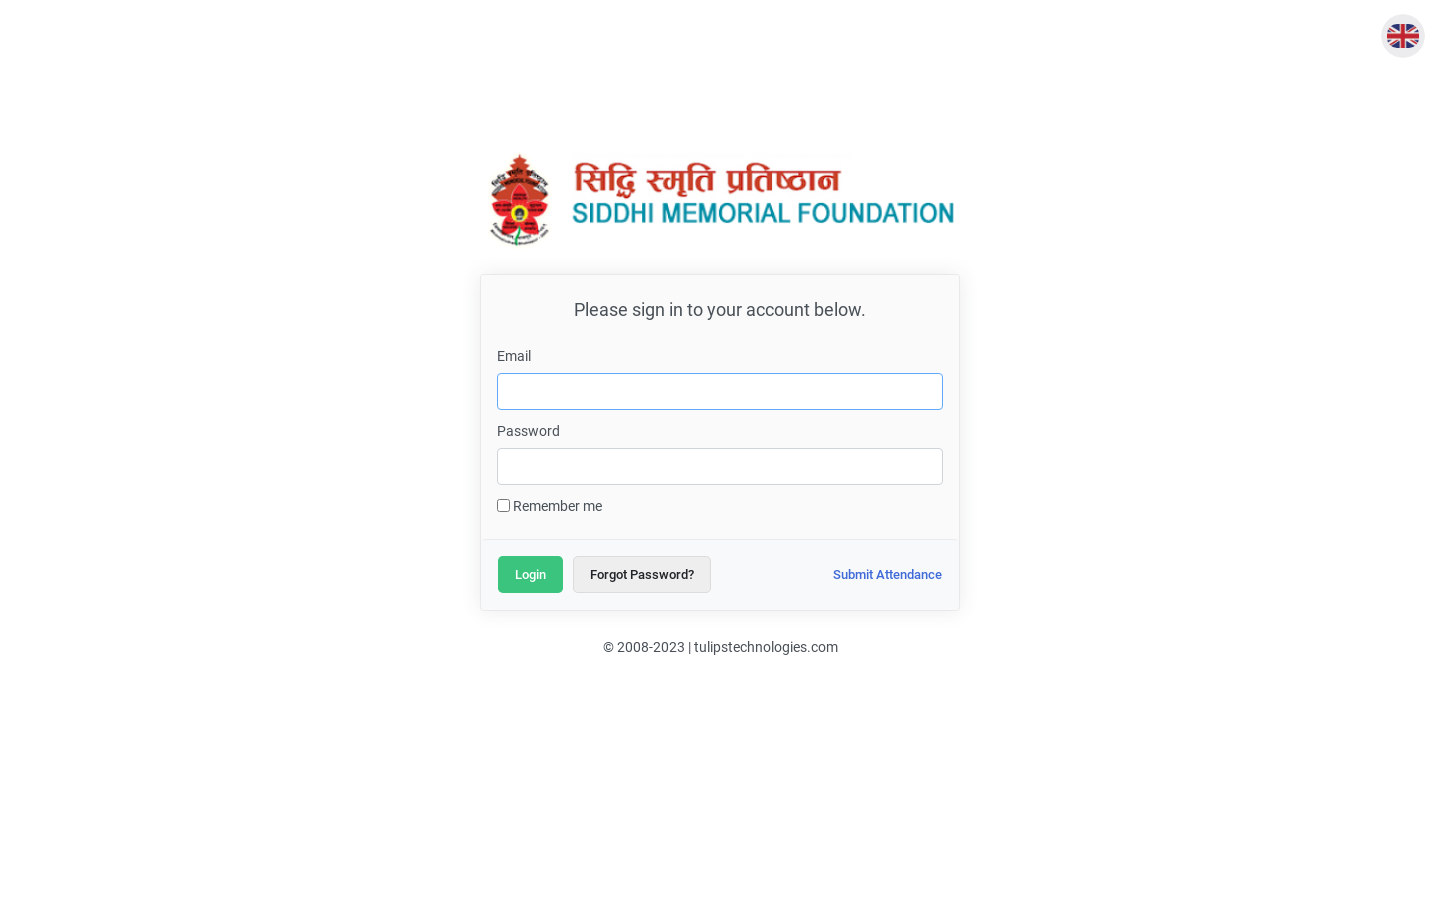 सिद्धि स्मृति प्रतिष्ठान
SIDDHI MEMORIAL FOUNDATION
Please sign in to your account below.
Email
Password
Remember me
Login
Forgot Password?
Submit Attendance
© 2008-2023 | tulipstechnologies.com